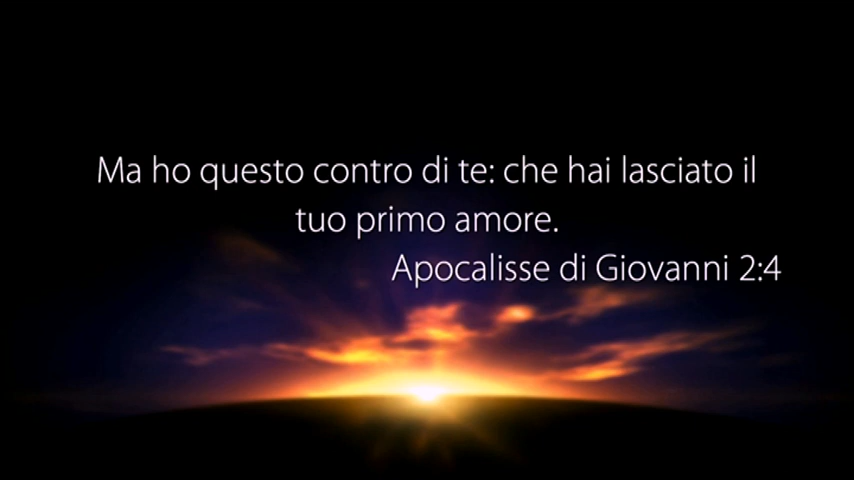 Ma ho questo contro di te: che hai lasciato il
tuo primo amore.
Apocalisse di Giovanni 2:4